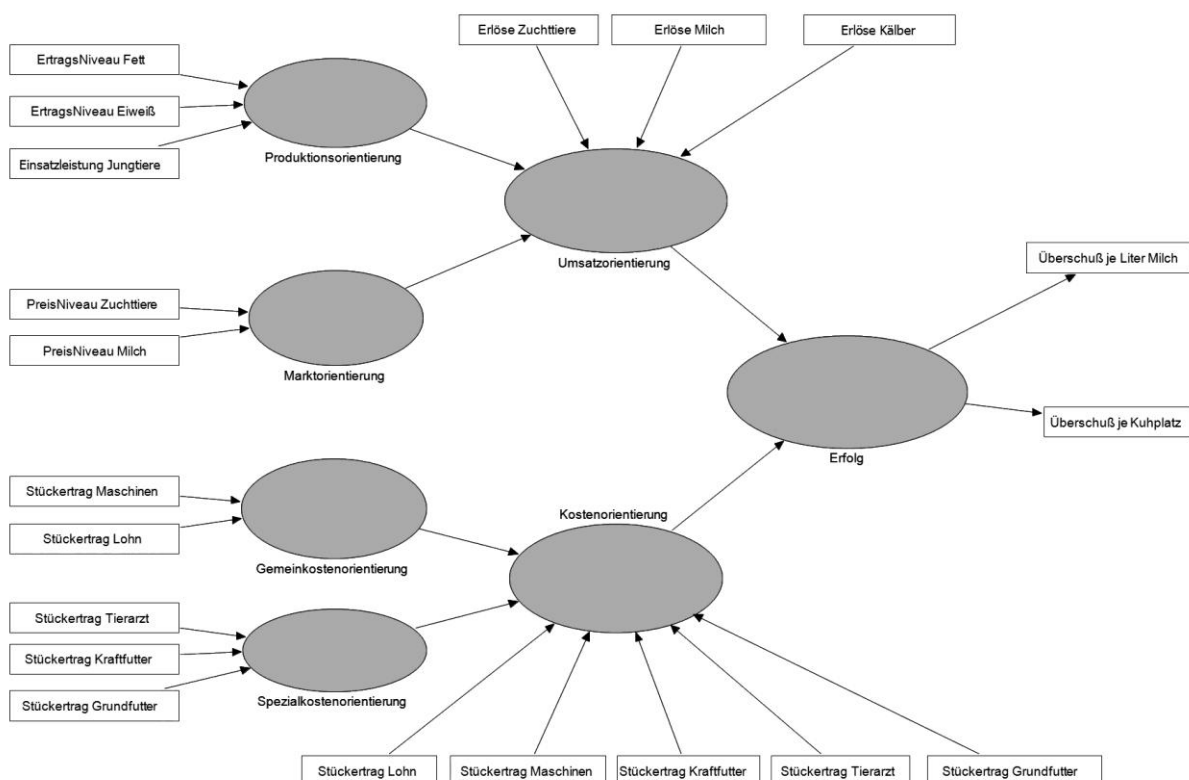 Erlöse Zuchttiere
Erlöse Milch
Erlöse Kälber
ErtragsNiveau Fett
ErtragsNiveau Eiweiß
Einsatzleistung Jungtiere
Produktionsorientierung
Umsatzorientierung
Überschuß je Liter Milch
PreisNiveau Zuchttiere
PreisNiveau Milch
Marktorientierung
Überschuß je Kuhplatz
Erfolg
Stückertrag Maschinen
Stückertrag Lohn
Gemeinkostenorientierung
Kostenorientierung
Stückertrag Tierarzt
Stückertrag Kraftfutter
Stückertrag Grundfutter
Spezialkostenorientierung
Stückertrag Lohn
Stückertrag Maschinen
Stückertrag Kraftfutter
Stückertrag Tierarzt
Stückertrag Grundfutter